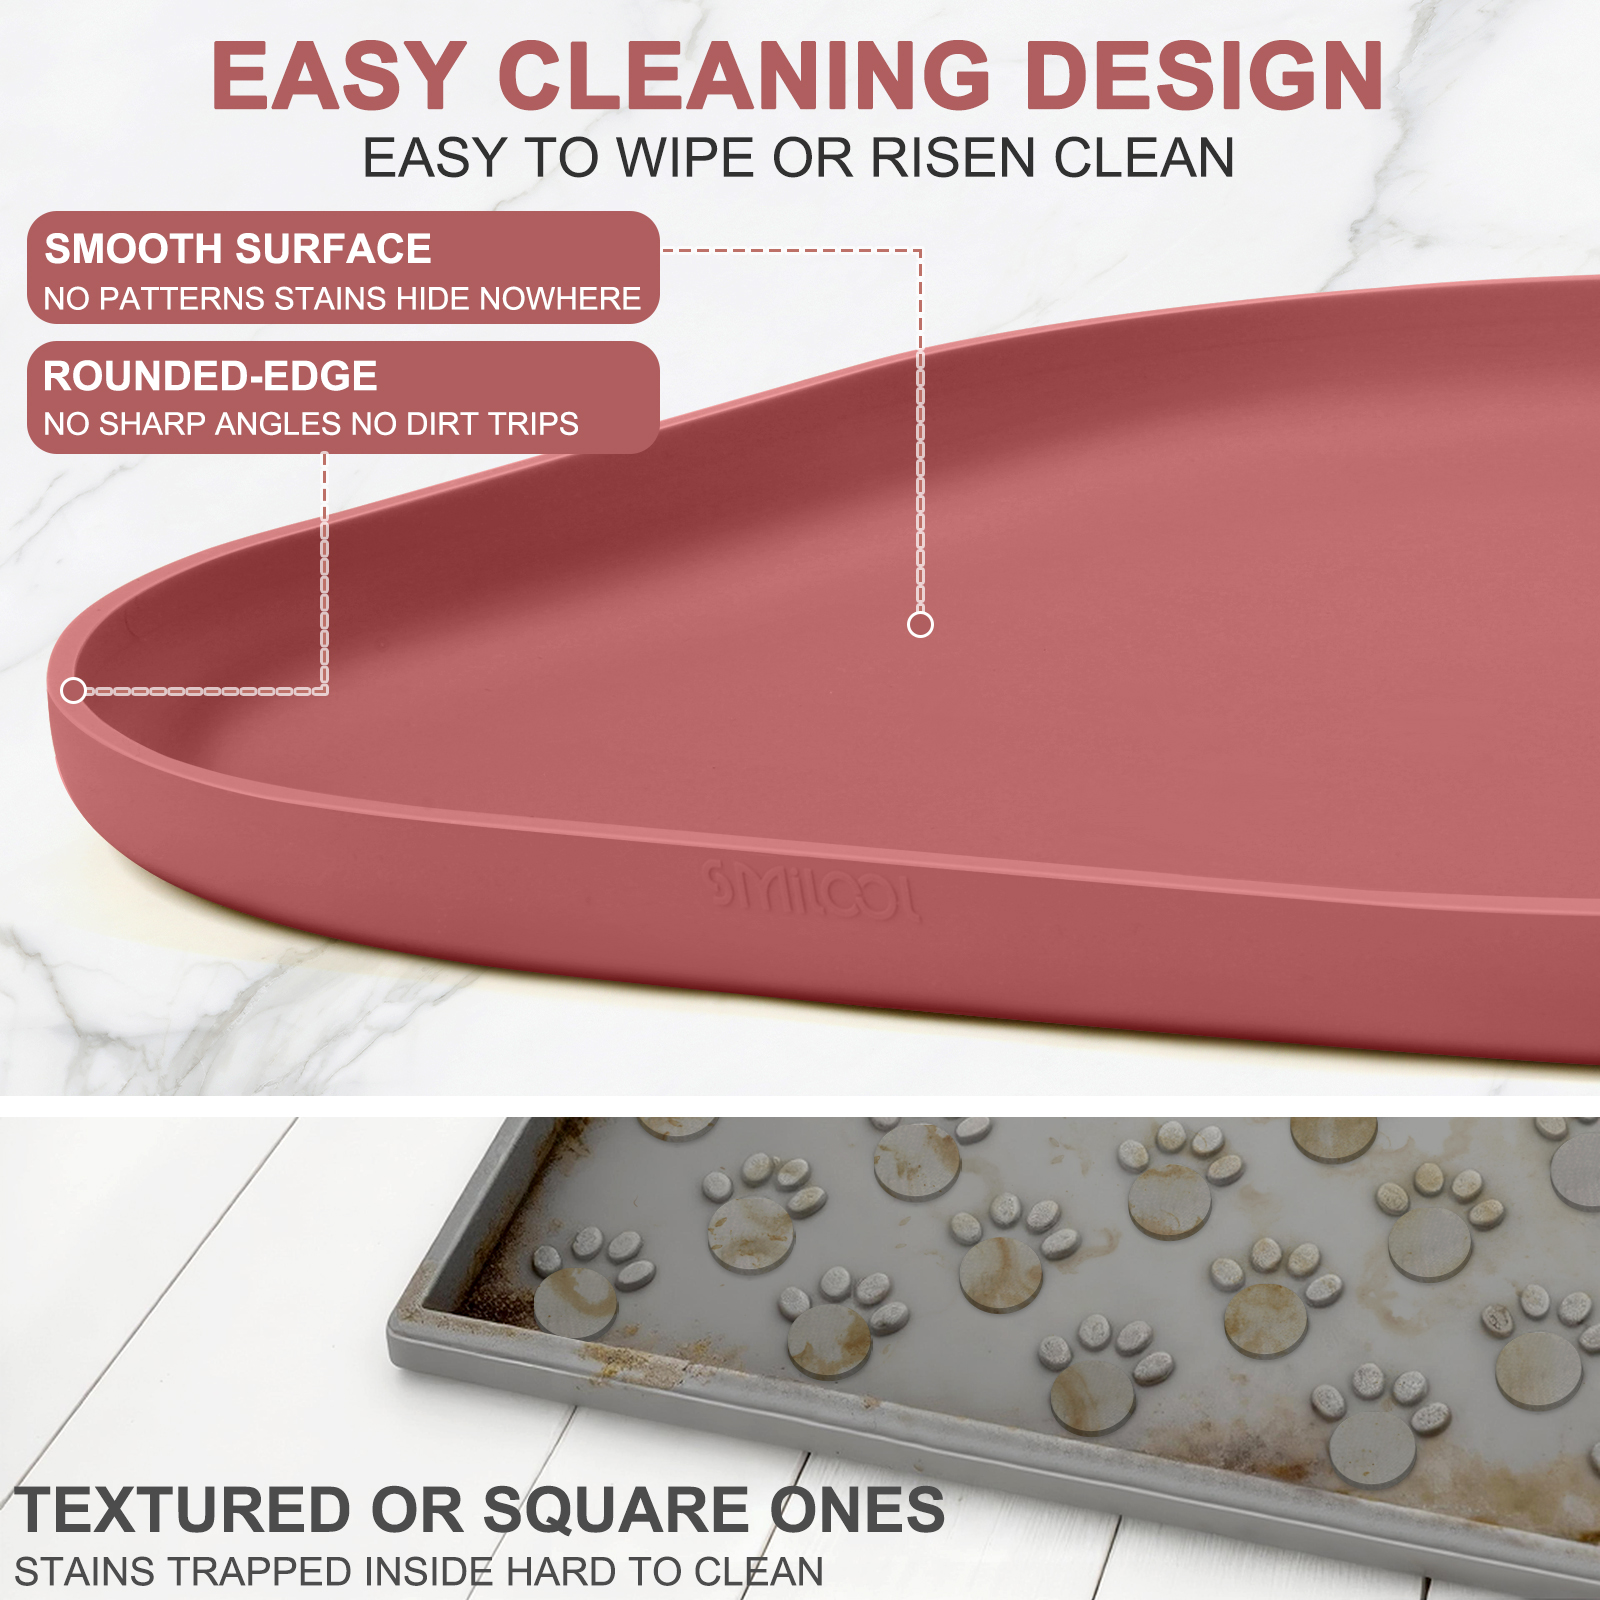 EASY CLEANING DESIGN
EASY TO WIPE OR RISEN CLEAN
SMOOTH SURFACE
NO PATTERNS STAINS HIDE NOWHERE
ROUNDED-EDGE
NO SHARP ANGLES NO DIRT TRIPS
SMiLCOL
TEXTURED OR SQUARE ONES
STAINS TRAPPED INSIDE HARD TO CLEAN